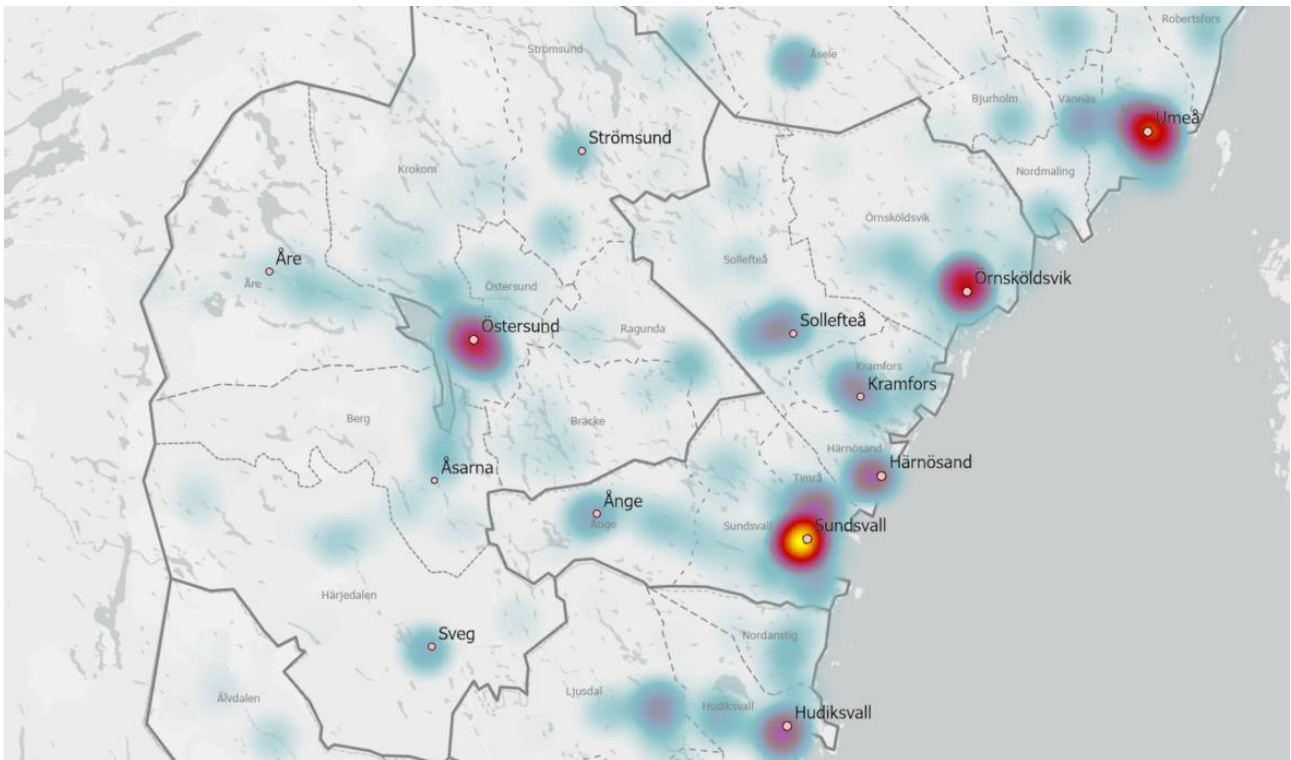 Robertsfors
Strömsund
Åsele
Bjurholm
Vännäs
Umeå
Strömsund
Krokom
Nordmaling
Örnsköldsvik
Åre
Åre
Sollefteå
Östersund
Örnsköldsvik
Östersund
Ragunda
Sollefteå
Kramfors
Kramfors
Berg
Bräcke
Härnösand
Åsarna
Härnösand
Timrå
Ånge
Ånge
Sundsvall
Sundsvall
Härjedalen
Sveg
Nordanstig
Ljusdal
Älvdalen
Hudiksvall
Hudiksvall